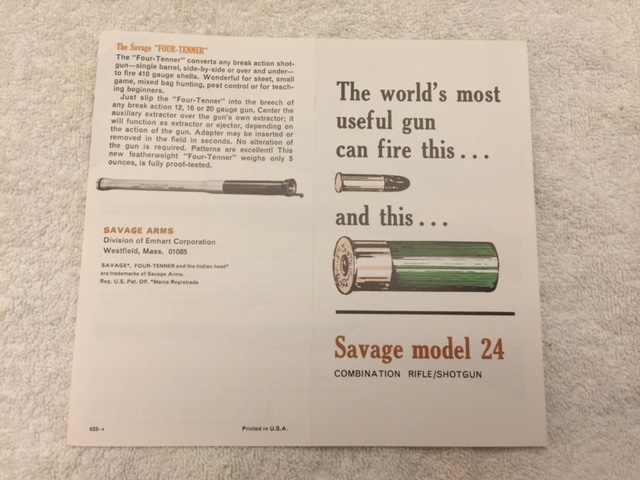 The Savage "FOUR-TENNER"
The "Four-Tenner" converts any break action shot-
gun—single barrel, side-by-side or over and under—
to fire 410 gauge shells. Wonderful for skeet, small
game, mixed bag hunting, pest control or for teach-
ing beginners.
Just slip the "Four-Tenner" into the breech of
any break action 12, 16 or 20 gauge gun. Center the
auxiliary extractor over the gun's own extractor; it
will function as extractor or ejector, depending on
the action of the gun. Adapter may be inserted or
removed in the field in seconds. No alteration of
the gun is required. Patterns are excellent! This
new featherweight "Four-Tenner" weighs only 5
ounces, is fully proof-tested.
SAVAGE ARMS
Division of Emhart Corporation
Westfield, Mass. 01085
SAVAGE*, FOUR-TENNER and the Indian head*
are trademarks of Savage Arms.
Reg. U.S. Pat. Off. *Marca Registrada
622-4
Printed in U.S.A.
The world's most
useful gun
can fire this...
and this...
Savage model 24
COMBINATION RIFLE/SHOTGUN